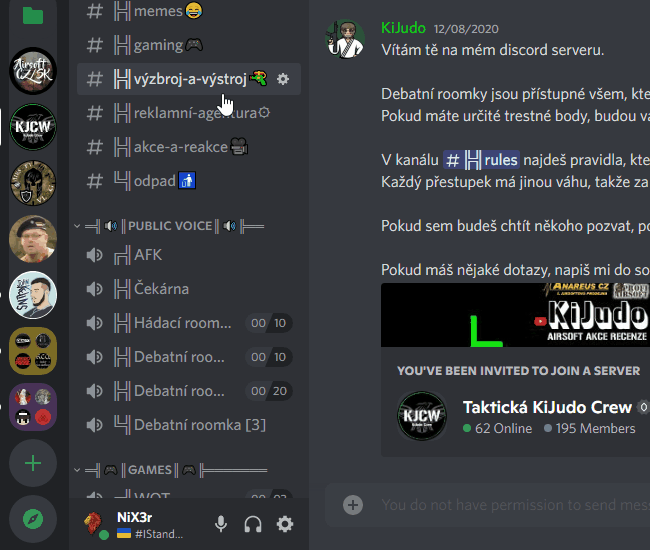 memes
gaming
výzbroj-a-výstroj
reklamní-agentura
akce-a-reakce
odpad
PUBLIC VOICE
AFK
Čekárna
Hádací room... 00 10
Debatní roo... 00 10
Debatní roo... 00 20
Debatní roomka [3]
GAMES
WOT
NiX3r
#IStand...
KiJudo 12/08/2020
Vítám tě na mém discord serveru.
Debatní roomky jsou přístupné všem, kte
Pokud máte určité trestné body, budou va
V kanálu # rules najdeš pravidla, kte
Každý přestupek má jinou váhu, takže za
Pokud sem budeš chtít někoho pozvat, po
Pokud máš nějaké dotazy, napiš mi do so
ANAREUS CZ
KiJUDO
AIRSOFT AKCE RECENZE
YOU'VE BEEN INVITED TO JOIN A SERVER
KJCW
Taktická KiJudo Crew 0
62 Online 195 Members
You do not have permission to send mess
Airsoft
CZ/SK
KJCW